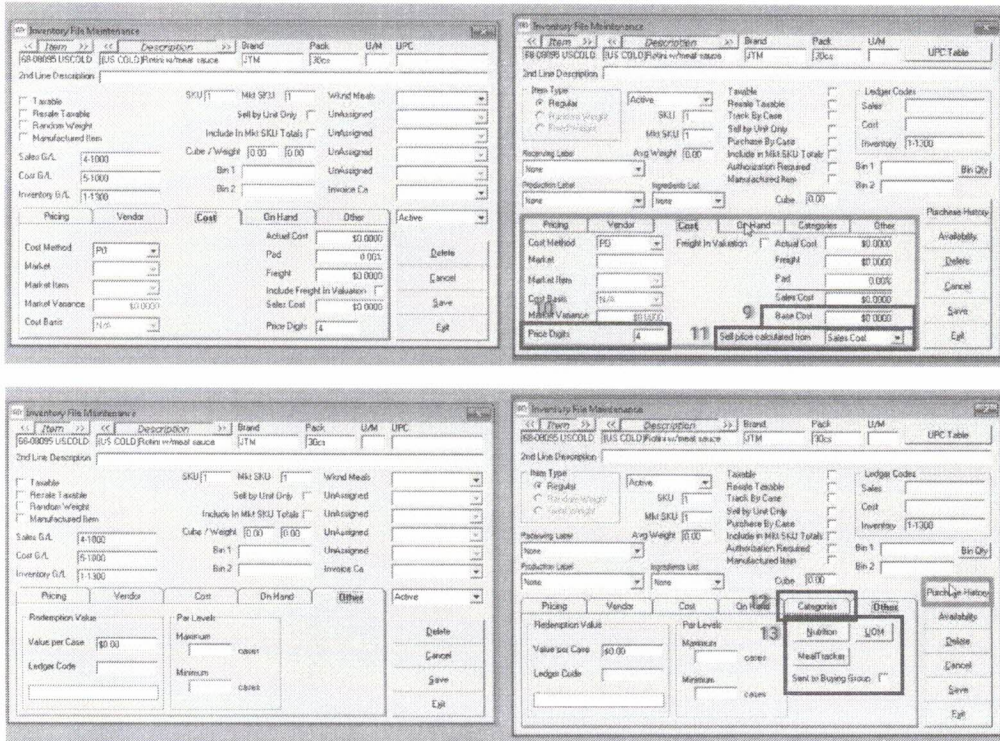 Inventory File Maintenance
<< Item >> << Description >> Brand Pack U/M UPC
68-08095 USCOLD (US COLD)Rotini w/meat sauce JTM 30cs
2nd Line Description
Taxable SKU 1 Mkt SKU 1 Wknd Meals
Resale Taxable Sell by Unit Only UnAssigned
Random Weight
Manufactured Item Include In Mkt SKU Totals UnAssigned
Sales G/L 4-1000 Cube / Weight 0.00 0.00 UnAssigned
Cost G/L 5-1000 Bin 1 UnAssigned
Inventory G/L 1-1300 Bin 2 Invoice Ca
Pricing Vendor Cost On Hand Other Active
Cost Method PO Actual Cost $0.0000
Market Pad 0.00%
Market Item Freight $0.0000
Include Freight In Valuation
Market Variance $0.0000 Sales Cost $0.0000
Cost Basis N/A Price Digits 4
Delete
Cancel
Save
Exit
Inventory File Maintenance
<< Item >> << Description >> Brand Pack U/M
68-08095 USCOLD (US COLD)Rotini w/meat sauce JTM 30cs UPC Table
2nd Line Description
Item Type
Regular
Random Weight
Fixed Weight
Active
SKU 1
Mkt SKU 1
Avg Weight 0.00
Taxable
Resale Taxable
Track By Case
Sell by Unit Only
Purchase By Case
Include in Mkt SKU Totals
Authorization Required
Manufactured Item
Cube 0.00
Ledger Codes
Sales
Cost
Inventory 1-1300
Bin 1 Bin Qty
Bin 2
Receiving Label
None
Production Label Ingredients List
None None
Pricing Vendor Cost On Hand Categories Other
Cost Method PO Freight In Valuation Actual Cost $0.0000
Market Freight $0.0000
Market Item Pad 0.00%
Cost Basis N/A Sales Cost $0.0000
10 Market Variance $0.0000 9 Base Cost $0.0000
Price Digits 4 11 Sell price calculated from Sales Cost
Purchase History
Availability
Delete
Cancel
Save
Exit
Inventory File Maintenance
<< Item >> << Description >> Brand Pack U/M UPC
68-08095 USCOLD (US COLD)Rotini w/meat sauce JTM 30cs
2nd Line Description
Taxable SKU 1 Mkt SKU 1 Wknd Meals
Resale Taxable Sell by Unit Only UnAssigned
Random Weight
Manufactured Item Include In Mkt SKU Totals UnAssigned
Sales G/L 4-1000 Cube / Weight 0.00 0.00 UnAssigned
Cost G/L 5-1000 Bin 1 UnAssigned
Inventory G/L 1-1300 Bin 2 Invoice Ca
Pricing Vendor Cost On Hand Other Active
Redemption Value Par Levels
Value per Case $0.00 Maximum
cases
Ledger Code Minimum
cases
Delete
Cancel
Save
Exit
Inventory File Maintenance
<< Item >> << Description >> Brand Pack U/M
68-08095 USCOLD (US COLD)Rotini w/meat sauce JTM 30cs UPC Table
2nd Line Description
Item Type
Regular
Random Weight
Fixed Weight
Active
SKU 1
Mkt SKU 1
Avg Weight 0.00
Taxable
Resale Taxable
Track By Case
Sell by Unit Only
Purchase By Case
Include in Mkt SKU Totals
Authorization Required
Manufactured Item
Cube 0.00
Ledger Codes
Sales
Cost
Inventory 1-1300
Bin 1 Bin Qty
Bin 2
Receiving Label
None
Production Label Ingredients List
None None
Pricing Vendor Cost On Hand 12 Categories Other
Redemption Value Par Levels 13 Nutrition UOM
Value per Case $0.00 Maximum
cases MealTracker
Ledger Code Minimum Sent to Buying Group
cases
Purchase History
Availability
Delete
Cancel
Save
Exit